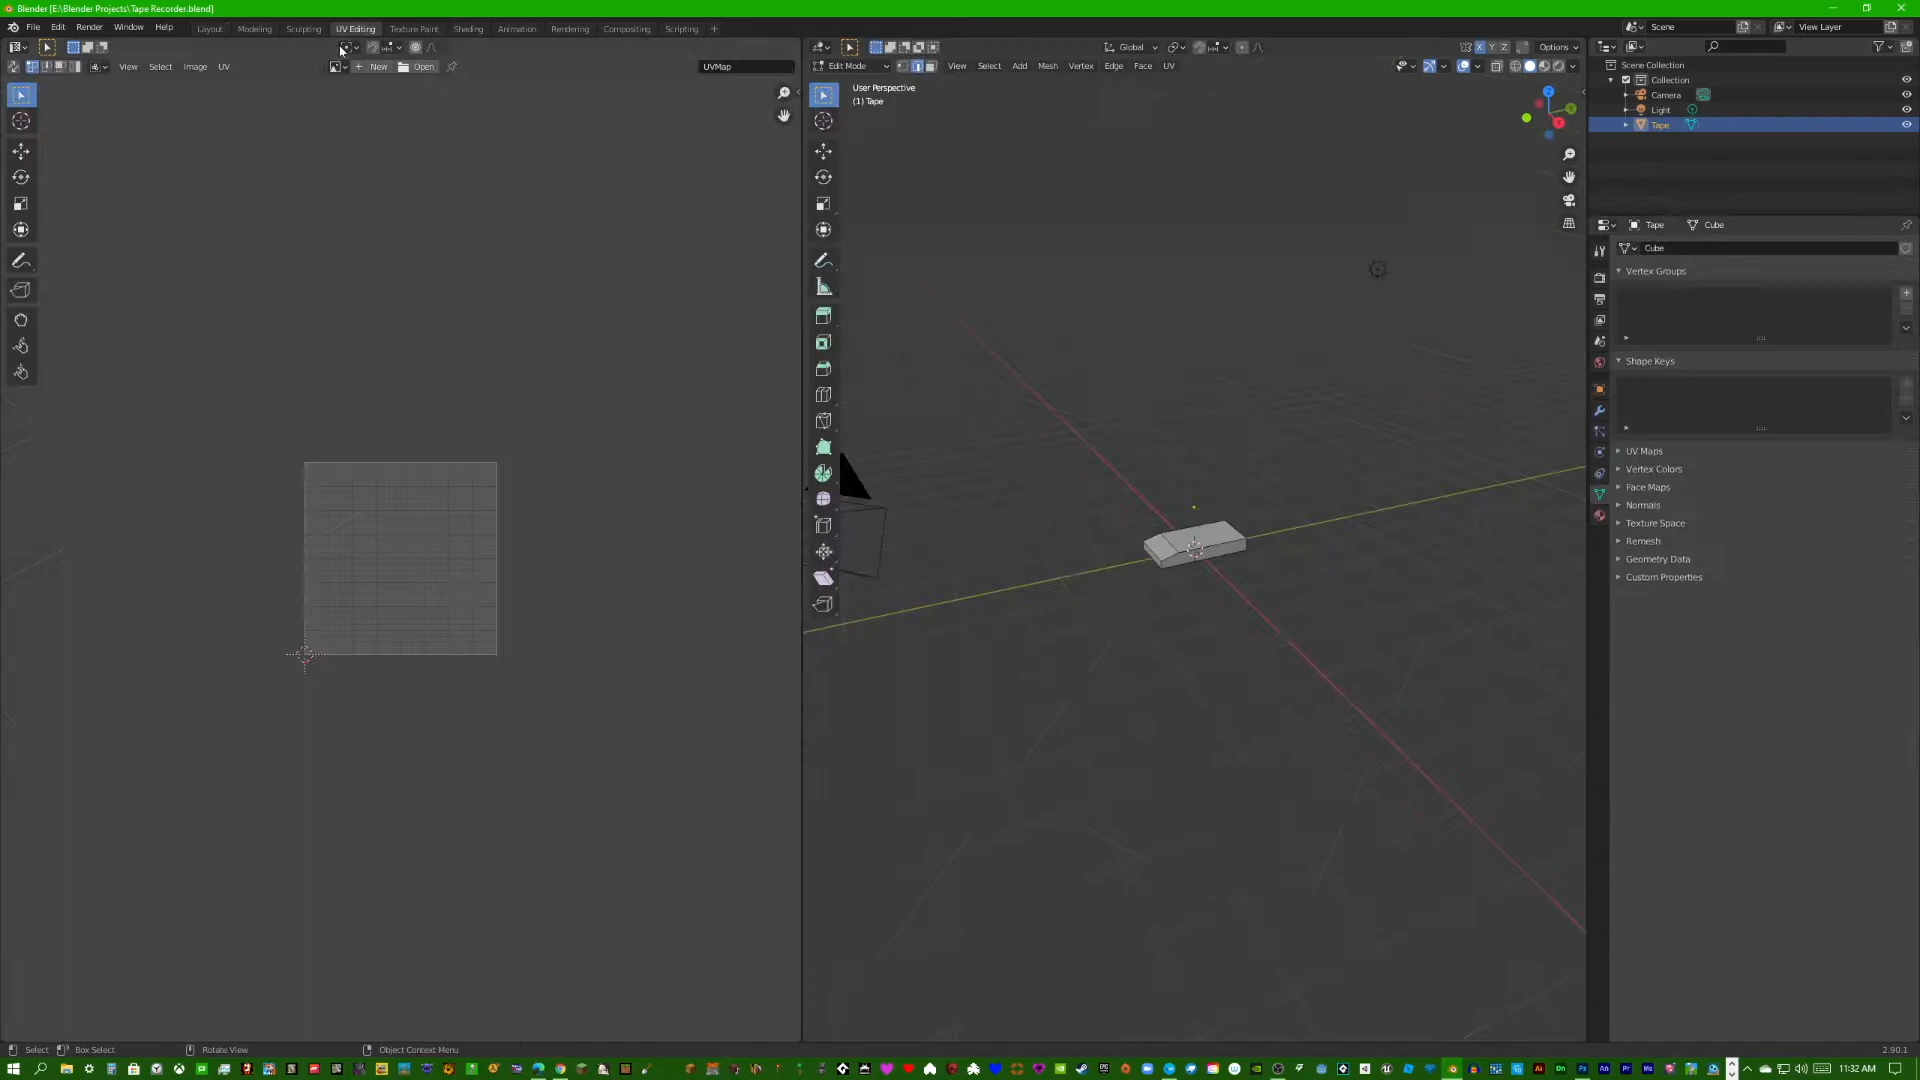 Blender [E:\Blender Projects\Tape Recorder.blend]
File Edit Render Window Help Layout Modeling Sculpting UV Editing Texture Paint Shading Animation Rendering Compositing Scripting + Scene View Layer
Global Options
View Select Image UV + New Open UVMap Edit Mode View Select Add Mesh Vertex Edge Face UV
X Y Z
User Perspective
(1) Tape
Z
Y
X
Scene Collection
Collection
Camera
Light
Tape
Tape Cube
Cube
Vertex Groups
Shape Keys
UV Maps
Vertex Colors
Face Maps
Normals
Texture Space
Remesh
Geometry Data
Custom Properties
Select Box Select Rotate View Object Context Menu 2.90.1
11:32 AM